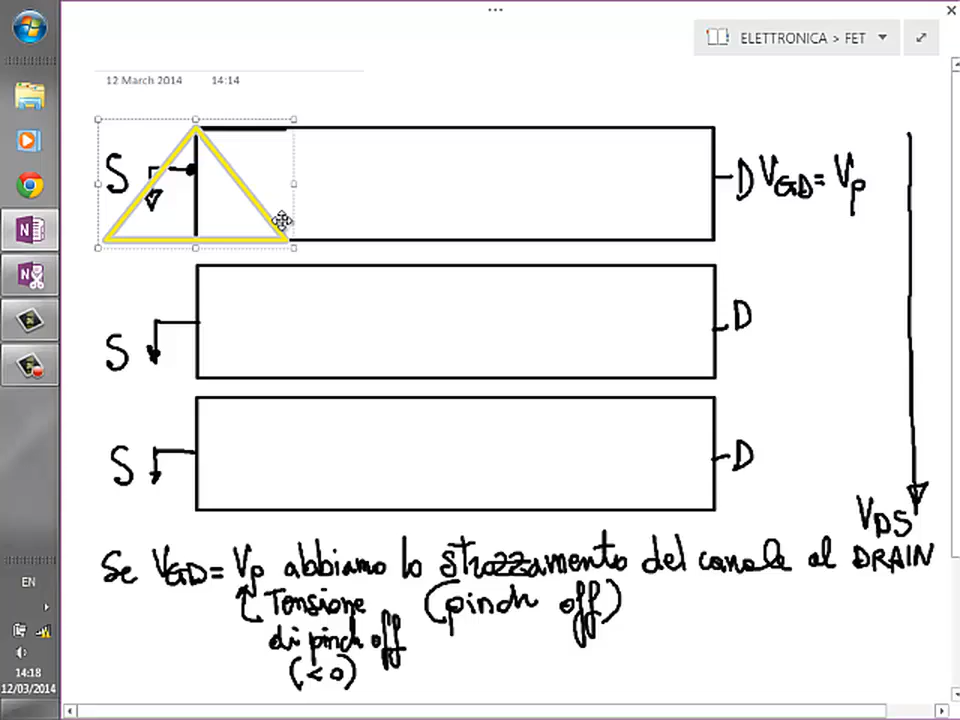 ELETTRONICA > FET
12 March 2014 14:14
S D VGD = Vp
S D
S D
VDS
Se VGD = Vp abbiamo lo strozzamento del canale al DRAIN
Tensione (pinch off)
di pinch off
(< 0)
EN
14:18
12/03/2014